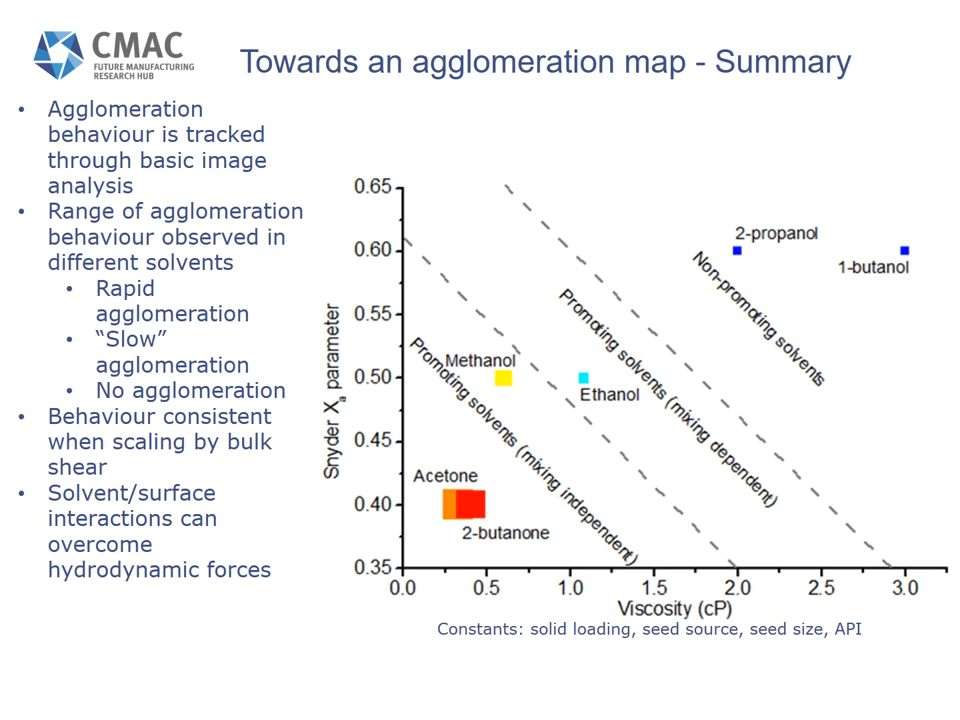 CMAC
FUTURE MANUFACTURING
RESEARCH HUB
Towards an agglomeration map - Summary
• Agglomeration
behaviour is tracked
through basic image
analysis
• Range of agglomeration
behaviour observed in
different solvents
• Rapid
agglomeration
• “Slow”
agglomeration
• No agglomeration
• Behaviour consistent
when scaling by bulk
shear
• Solvent/surface
interactions can
overcome
hydrodynamic forces
Snyder Xa parameter
0.65
0.60
0.55
0.50
0.45
0.40
0.35
2-propanol
1-butanol
Non-promoting solvents
Promoting solvents (mixing dependent)
Promoting solvents (mixing independent)
Methanol
Ethanol
Acetone
2-butanone
0.0 0.5 1.0 1.5 2.0 2.5 3.0
Viscosity (cP)
Constants: solid loading, seed source, seed size, API